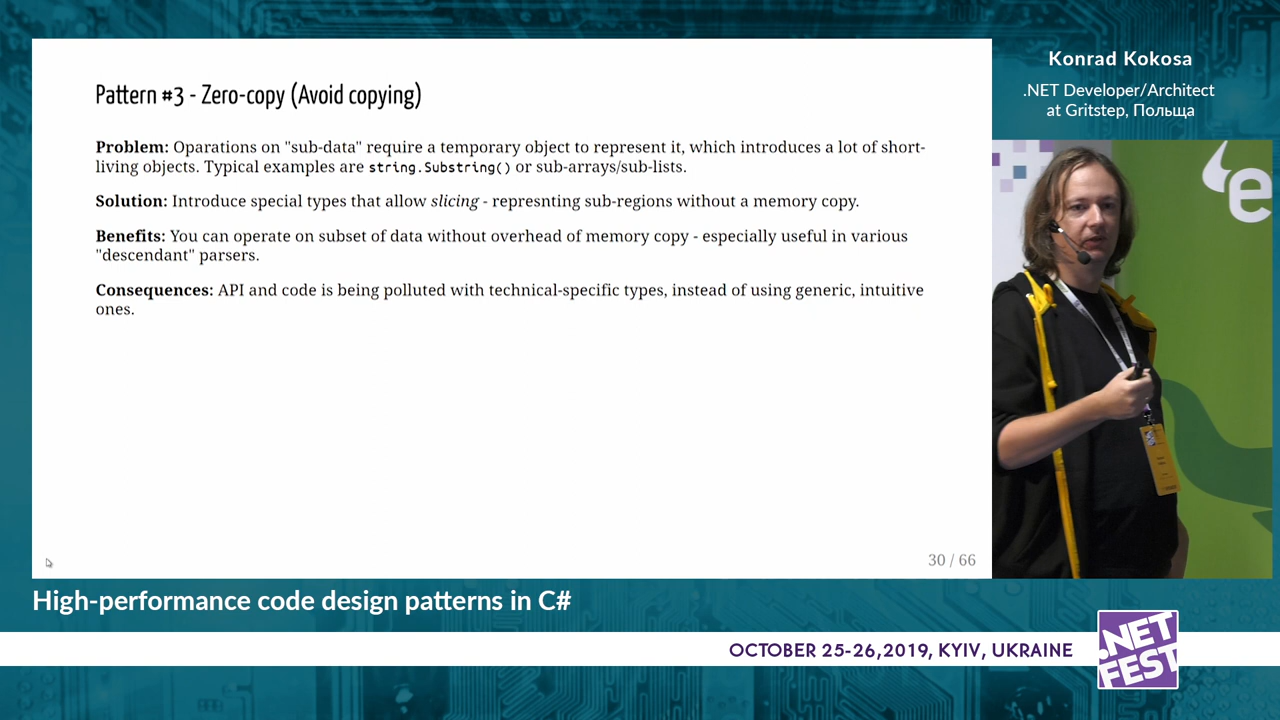 Pattern #3 - Zero-copy (Avoid copying)
Problem: Oparations on "sub-data" require a temporary object to represent it, which introduces a lot of short-
living objects. Typical examples are string.Substring() or sub-arrays/sub-lists.
Solution: Introduce special types that allow slicing - represnting sub-regions without a memory copy.
Benefits: You can operate on subset of data without overhead of memory copy - especially useful in various
"descendant" parsers.
Consequences: API and code is being polluted with technical-specific types, instead of using generic, intuitive
ones.
30 / 66
Konrad Kokosa
.NET Developer/Architect
at Gritstep, Польща
e
High-performance code design patterns in C#
OCTOBER 25-26,2019, KYIV, UKRAINE
.NET
FEST